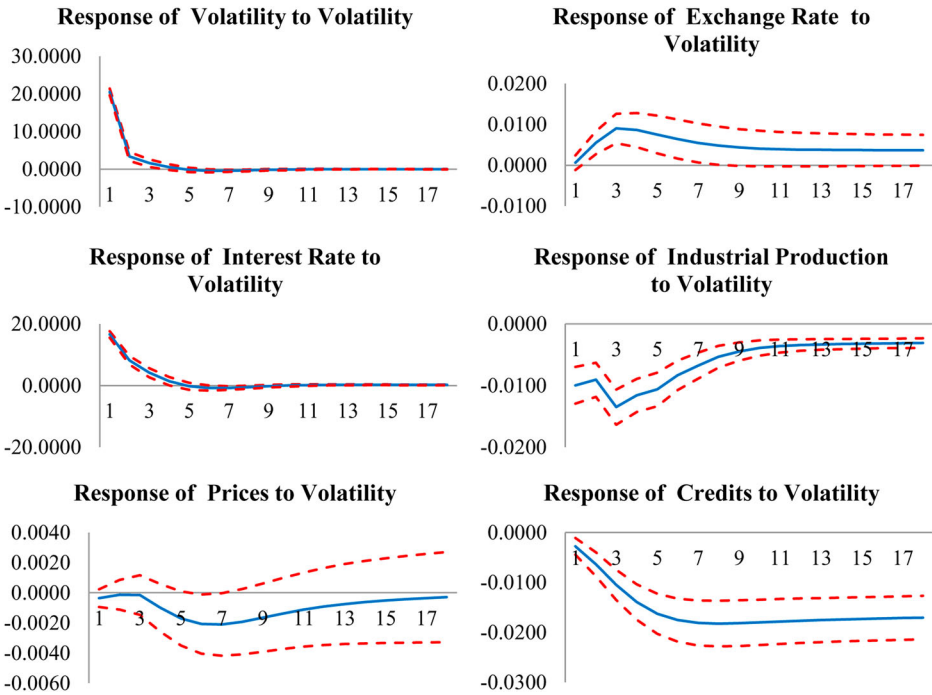 Response of Volatility to Volatility
30.0000
20.0000
10.0000
0.0000
-10.0000
1 3 5 7 9 11 13 15 17
Response of Exchange Rate to
Volatility
0.0200
0.0100
0.0000
-0.0100
1 3 5 7 9 11 13 15 17
Response of Interest Rate to
Volatility
20.0000
0.0000
-20.0000
1 3 5 7 9 11 13 15 17
Response of Industrial Production
to Volatility
0.0000
-0.0100
-0.0200
1 3 5 7 9 11 13 15 17
Response of Prices to Volatility
0.0040
0.0020
0.0000
-0.0020
-0.0040
-0.0060
1 3 5 7 9 11 13 15 17
Response of Credits to Volatility
0.0000
-0.0100
-0.0200
-0.0300
1 3 5 7 9 11 13 15 17